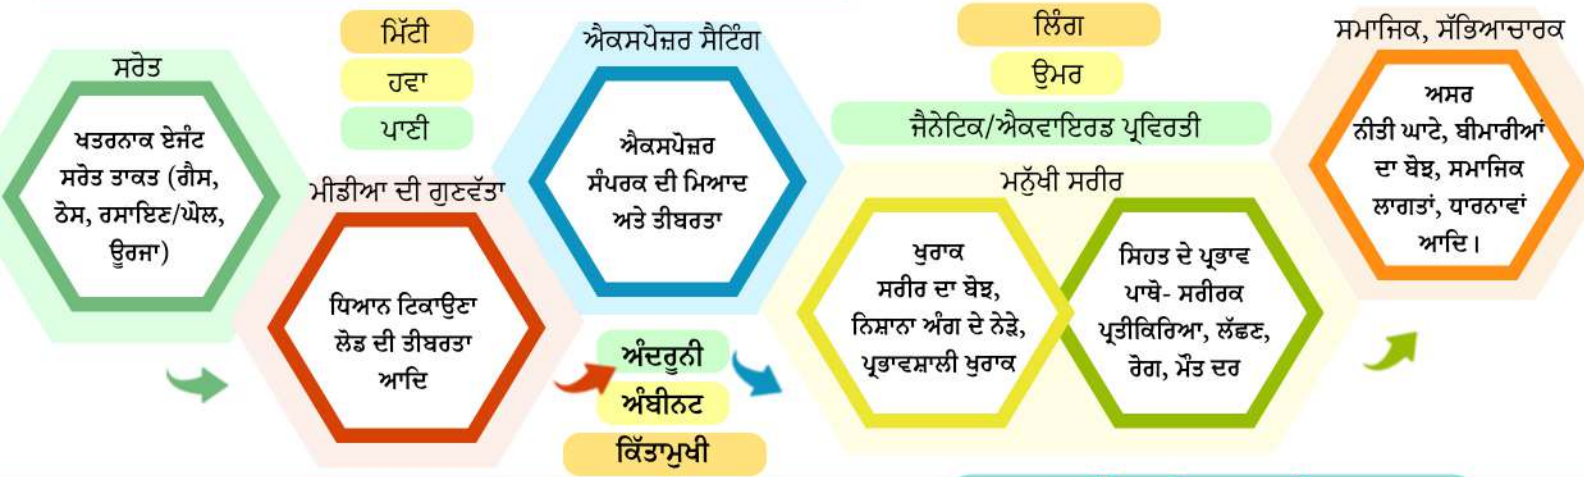 ਸਰੋਤ
ਖਤਰਨਾਕ ਏਜੰਟ
ਸਰੋਤ ਤਾਕਤ (ਗੈਸ,
ਠੋਸ, ਰਸਾਇਣ/ਘੋਲ,
ਊਰਜਾ)
ਮਿੱਟੀ
ਹਵਾ
ਪਾਣੀ
ਮੀਡੀਆ ਦੀ ਗੁਣਵੱਤਾ
ਧਿਆਨ ਟਿਕਾਉਣਾ
ਲੋਡ ਦੀ ਤੀਬਰਤਾ
ਆਦਿ
ਐਕਸਪੋਜ਼ਰ ਸੈਟਿੰਗ
ਐਕਸਪੋਜ਼ਰ
ਸੰਪਰਕ ਦੀ ਮਿਆਦ
ਅਤੇ ਤੀਬਰਤਾ
ਅੰਦਰੂਨੀ
ਅੰਬੀਨਟ
ਕਿੱਤਾਮੁਖੀ
ਲਿੰਗ
ਉਮਰ
ਜੈਨੇਟਿਕ/ਐਕਵਾਇਰਡ ਪ੍ਰਵਿਰਤੀ
ਮਨੁੱਖੀ ਸਰੀਰ
ਖੁਰਾਕ
ਸਰੀਰ ਦਾ ਬੋਝ,
ਨਿਸ਼ਾਨਾ ਅੰਗ ਦੇ ਨੇੜੇ,
ਪ੍ਰਭਾਵਸ਼ਾਲੀ ਖੁਰਾਕ
ਸਿਹਤ ਦੇ ਪ੍ਰਭਾਵ
ਪਾਥੋ- ਸਰੀਰਕ
ਪ੍ਰਤੀਕਿਰਿਆ, ਲੱਛਣ,
ਰੋਗ, ਮੌਤ ਦਰ
ਸਮਾਜਿਕ, ਸੱਭਿਆਚਾਰਕ
ਅਸਰ
ਨੀਤੀ ਘਾਟੇ, ਬੀਮਾਰੀਆਂ
ਦਾ ਬੋਝ, ਸਮਾਜਿਕ
ਲਾਗਤਾਂ, ਧਾਰਨਾਵਾਂ
ਆਦਿ।